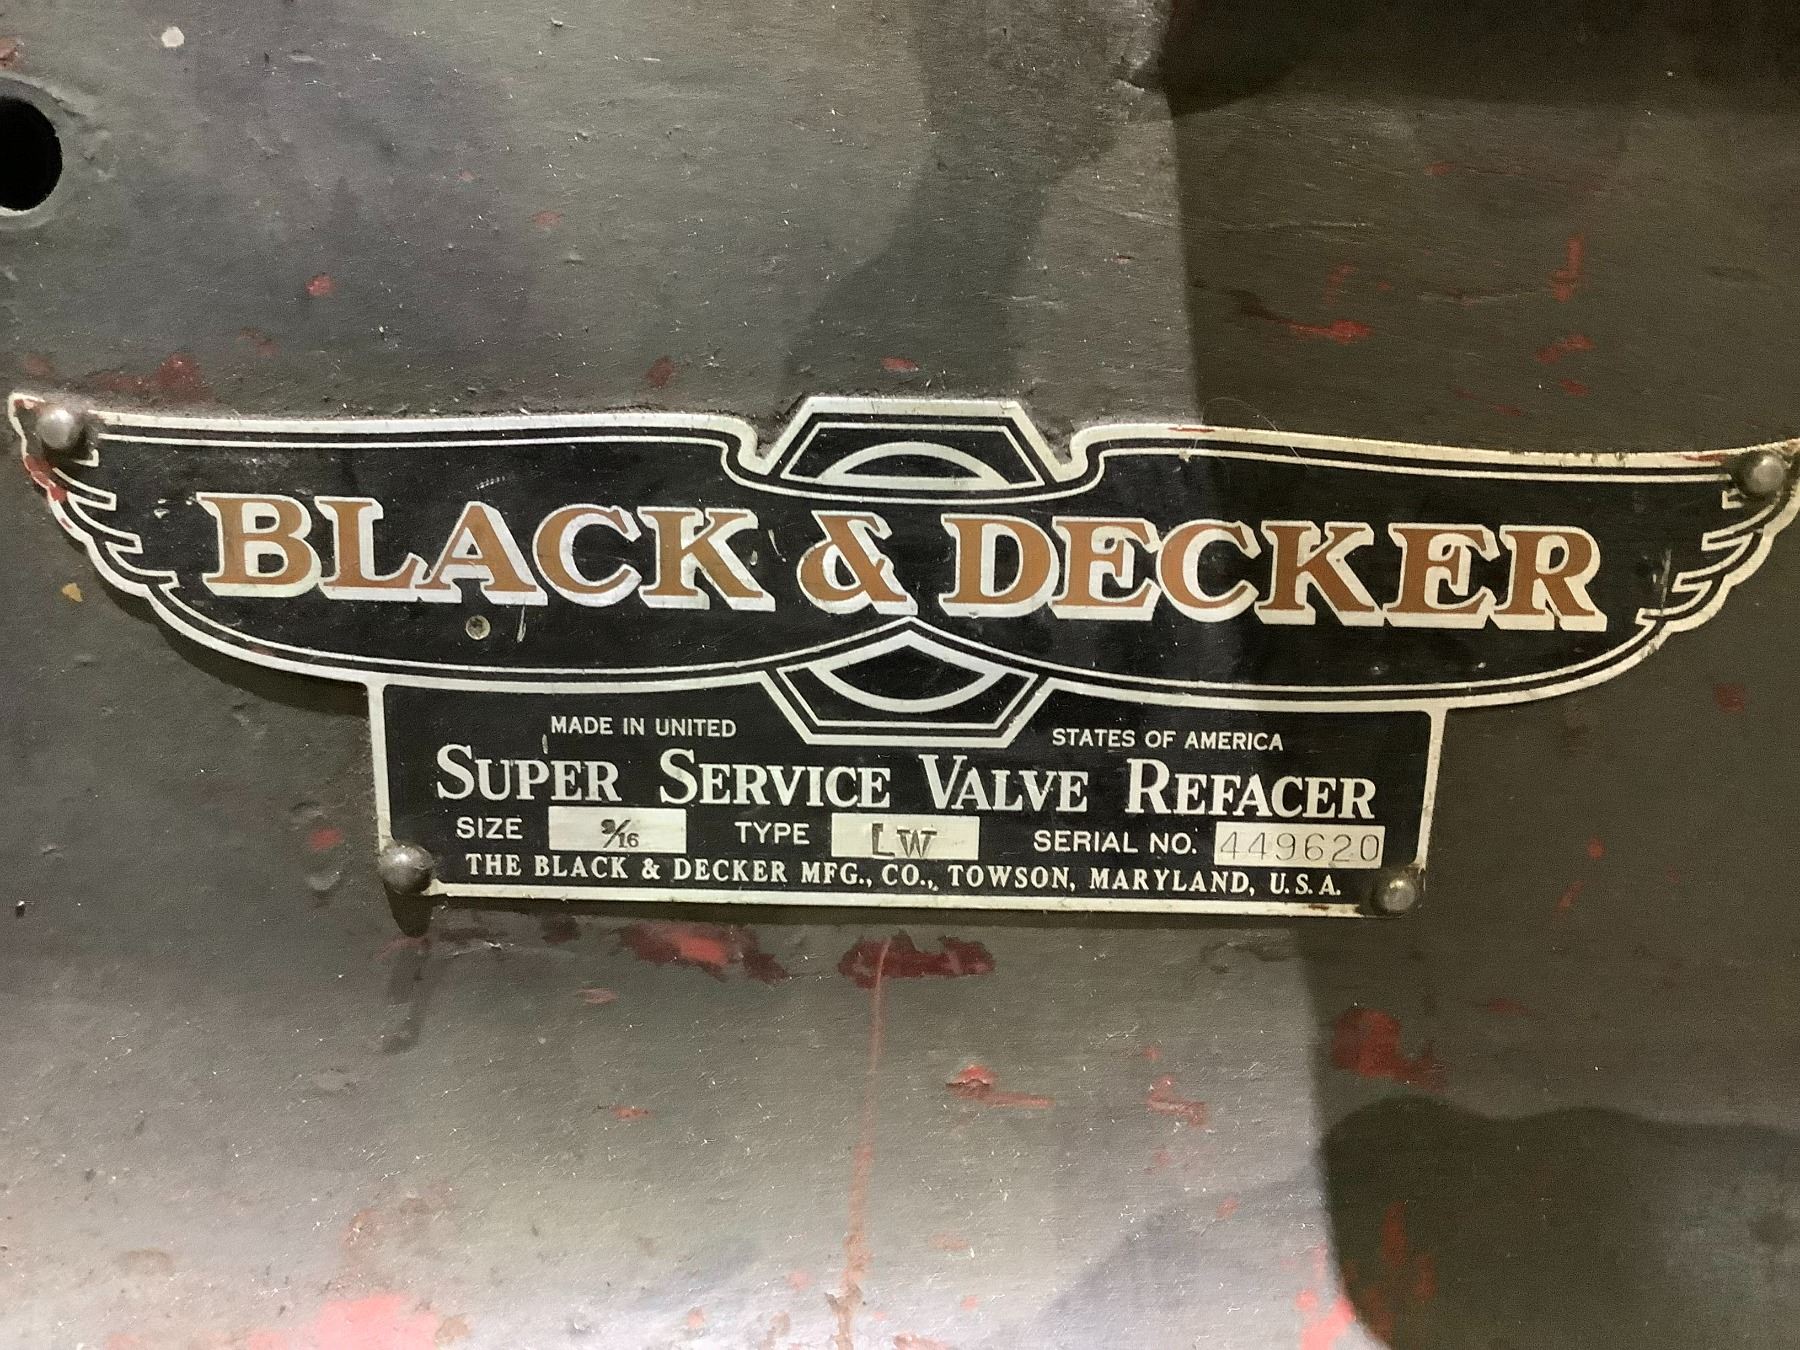 BLACK & DECKER
MADE IN UNITED STATES OF AMERICA
SUPER SERVICE VALVE REFACER
SIZE 9/16 TYPE LW SERIAL NO. 449620
THE BLACK & DECKER MFG., CO., TOWSON, MARYLAND, U.S.A.